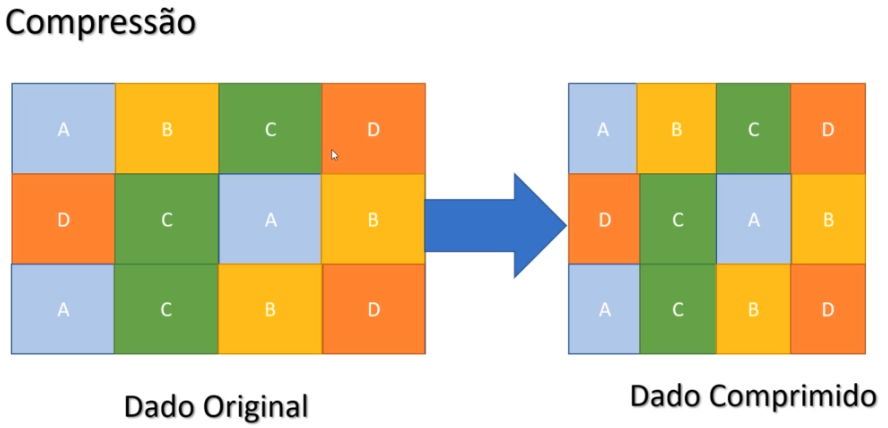 Compressão
A B C D
D C A B
A C B D
A B C D
D C A B
A C B D
Dado Original
Dado Comprimido